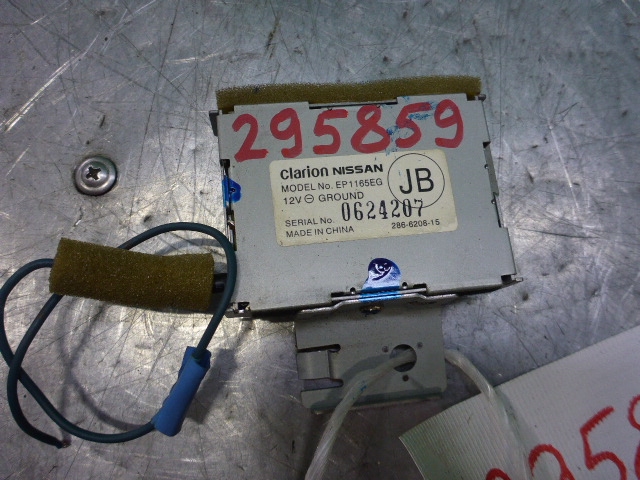 295859
Clarion NISSAN
MODEL No. EP1165EG
12V ⊖ GROUND
JB
SERIAL No. 0624207
MADE IN CHINA 286-6206-15